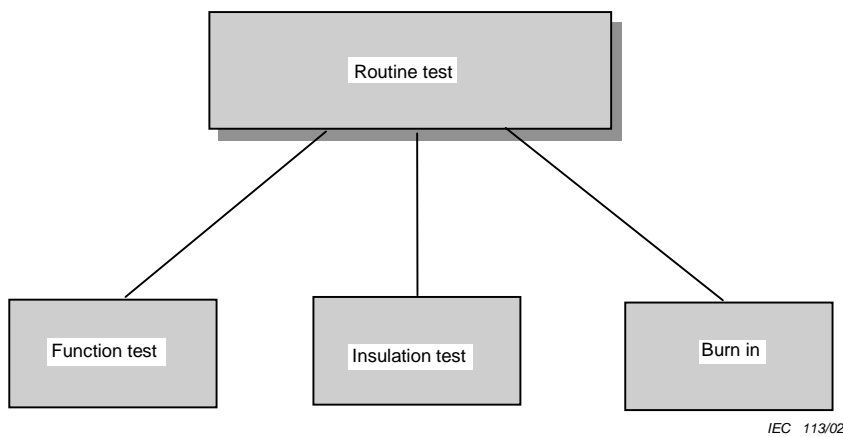 Routine test
Function test
Insulation test
Burn in
IEC 113/02